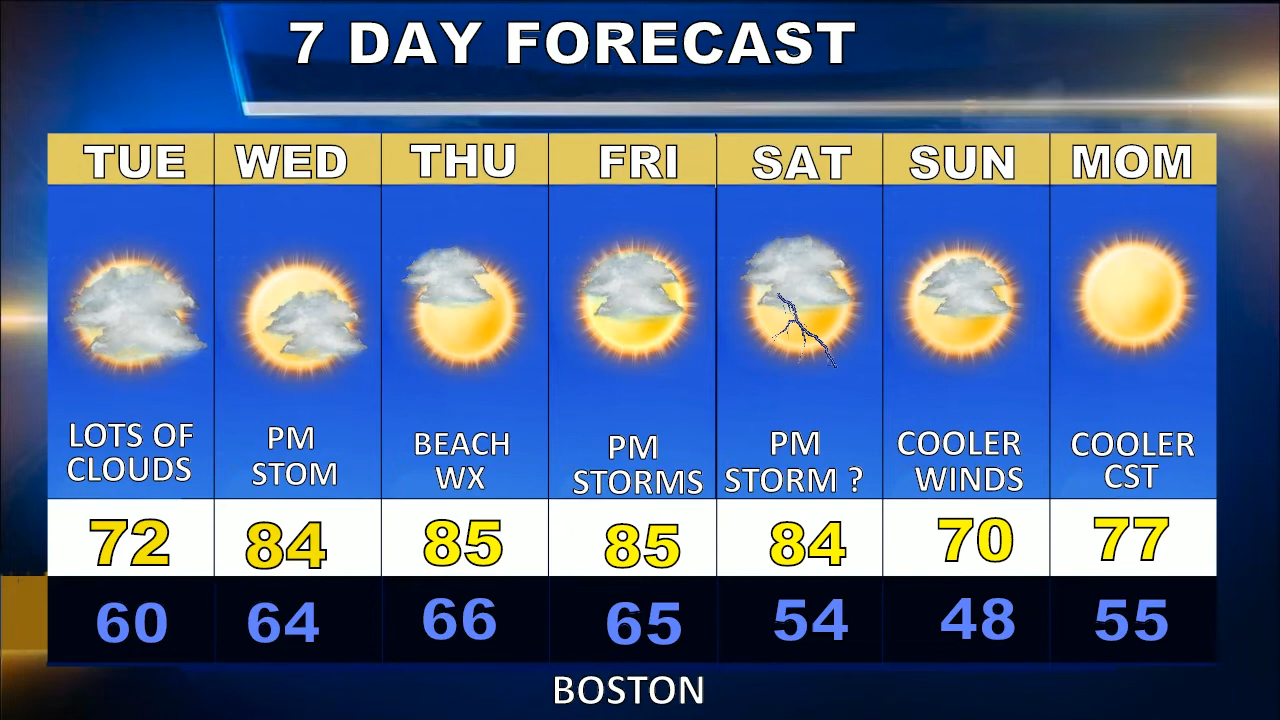 7 DAY FORECAST
TUE WED THU FRI SAT SUN MOM
LOTS OF
CLOUDS
PM
STOM
BEACH
WX
PM
STORMS
PM
STORM ?
COOLER
WINDS
COOLER
CST
72 84 85 85 84 70 77
60 64 66 65 54 48 55
BOSTON